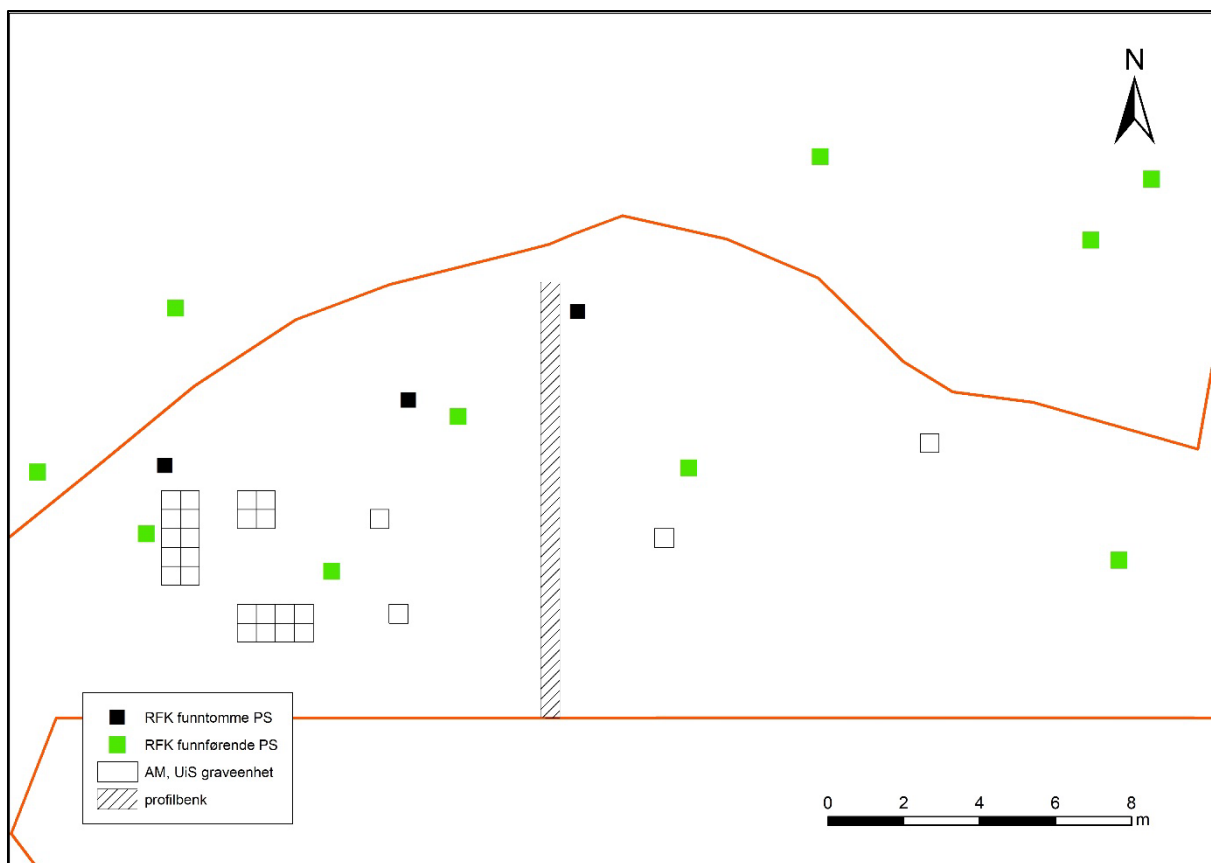 N
RFK funntomme PS
RFK funnførende PS
AM, UiS graveenhet
profilbenk
0 2 4 6 8
m